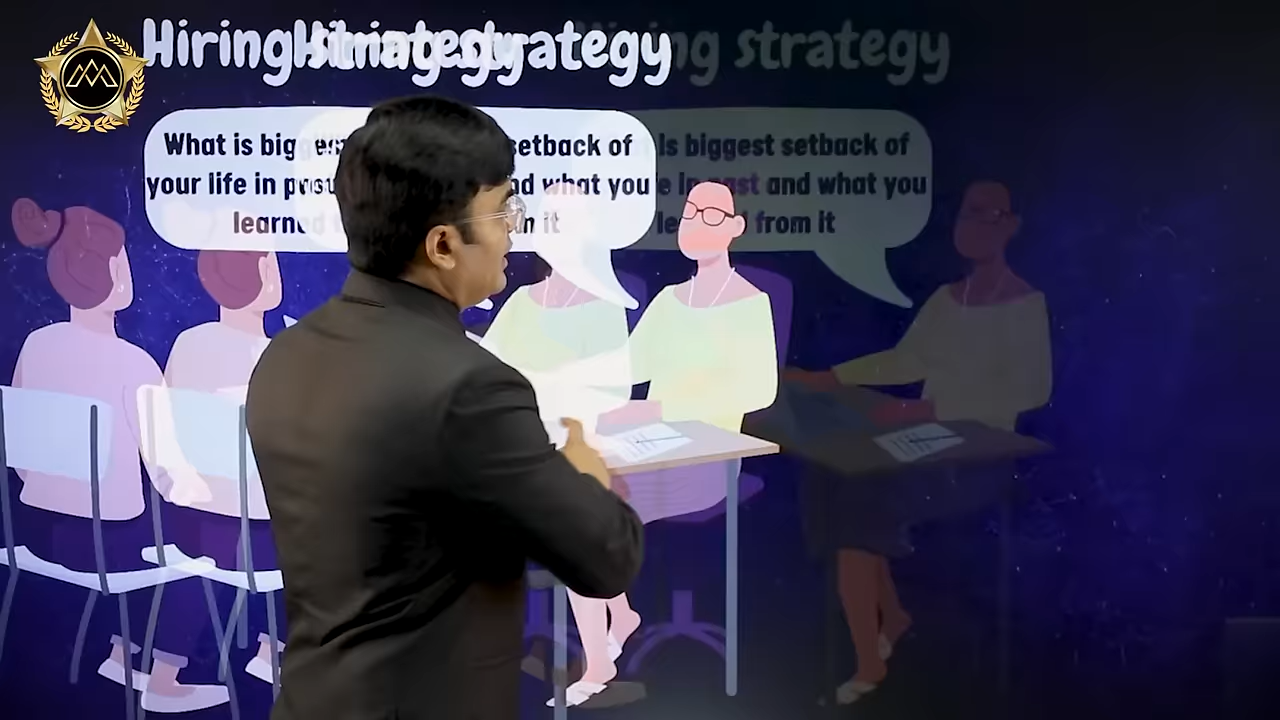 Hiring strategy
What is biggest setback of
your life in past and what you
learned from it